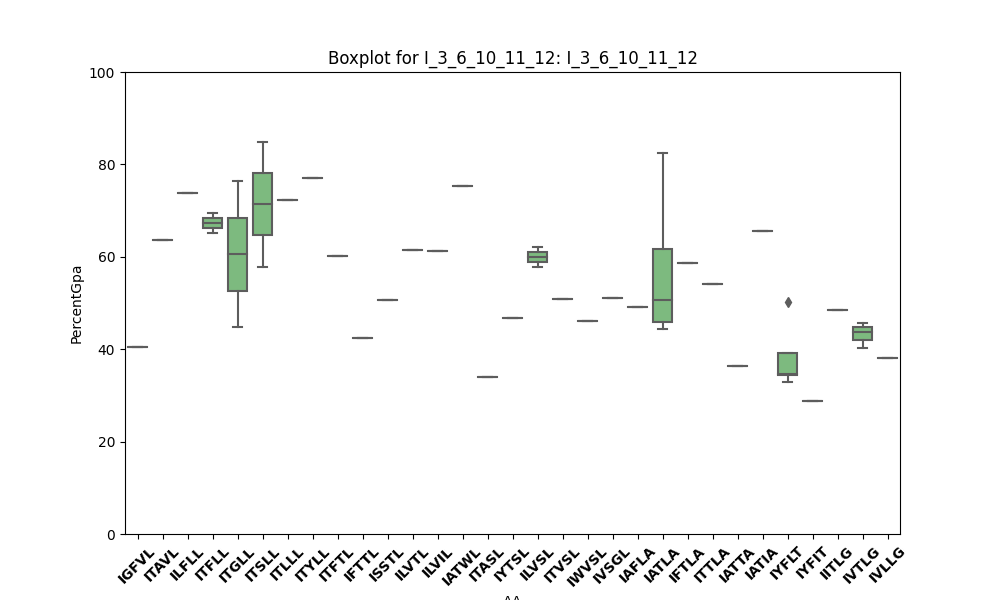 Boxplot for I_3_6_10_11_12: I_3_6_10_11_12
100
80
60
40
20
0
PercentGpa
IGFVL ITAVL ILFLL ITFLL ITGLL ITSLL ITLLL ITYLL ITFTL IFTTL ISSTL ILVTL ILVIL IATWL ITASL IYTSL ILVSL ITVSL IWVSL IVSGL IAFLA IATLA IFTLA ITTLA IATTA IATIA IYFLT IYFIT IITLG IVTLG IVLLG
AA